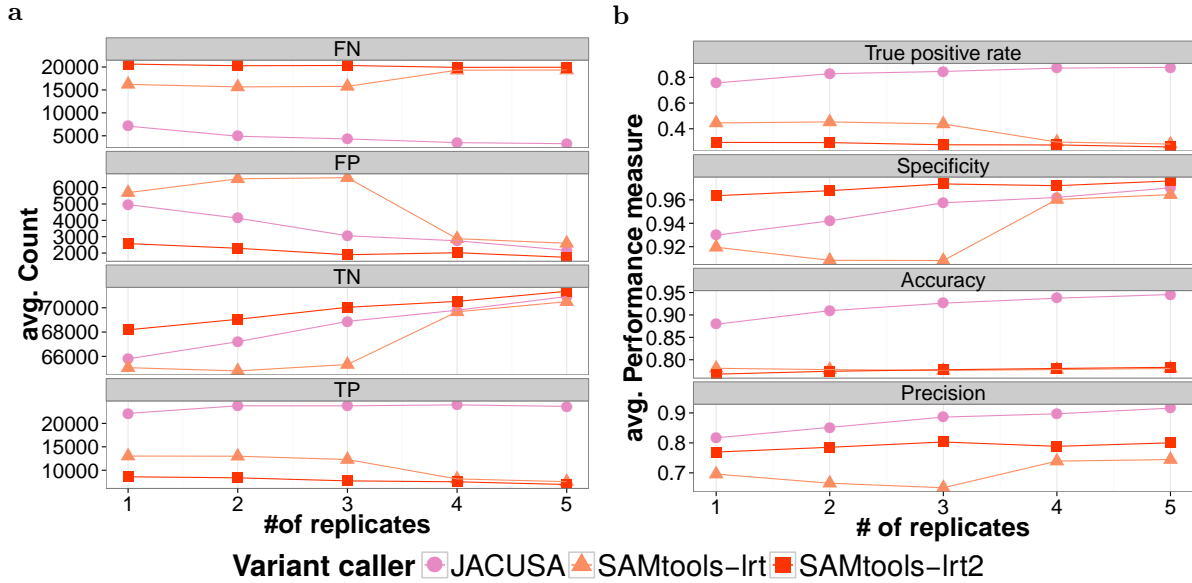 a
FN
20000
15000
10000
5000
FP
6000
5000
4000
3000
2000
TN
70000
68000
66000
TP
20000
15000
10000
avg. Count
1 2 3 4 5
#of replicates
b
True positive rate
0.8
0.6
0.4
Specificity
0.96
0.94
0.92
Accuracy
0.95
0.90
0.85
0.80
Precision
0.9
0.8
0.7
avg. Performance measure
1 2 3 4 5
# of replicates
Variant caller JACUSA SAMtools-lrt SAMtools-lrt2